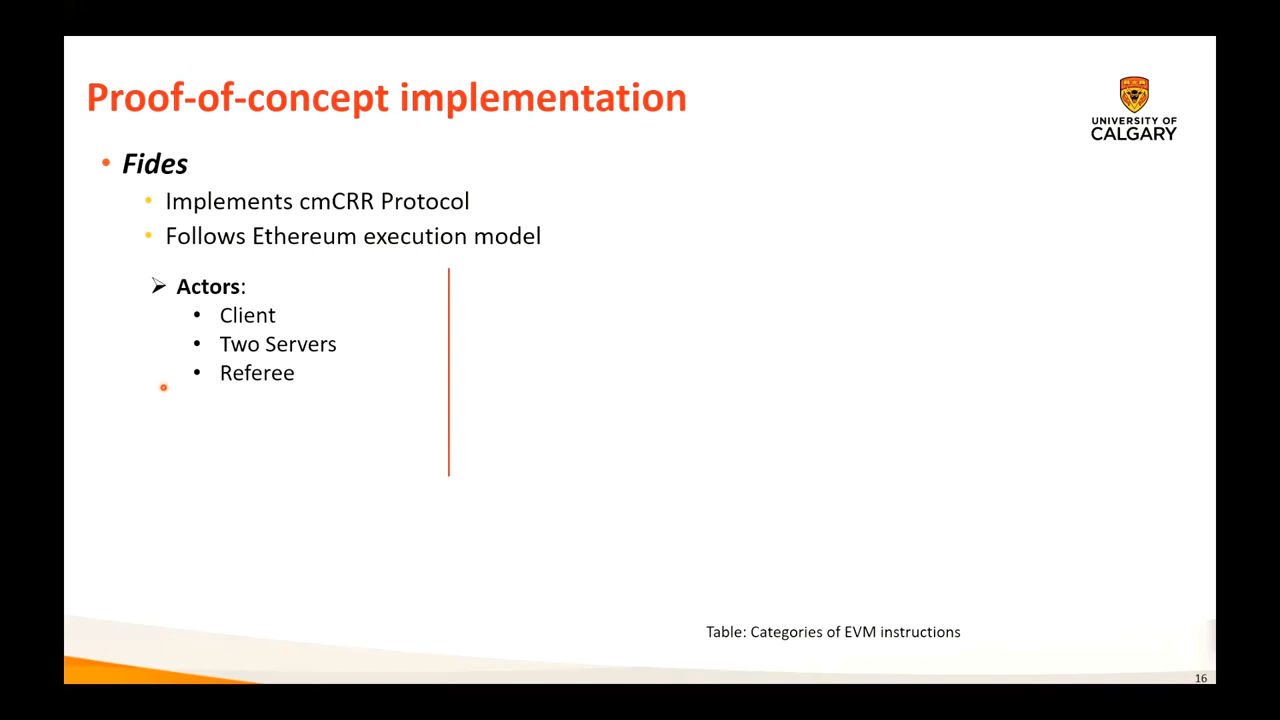 Proof-of-concept implementation
UNIVERSITY OF
CALGARY
• Fides
• Implements cmCRR Protocol
• Follows Ethereum execution model
➢ Actors:
• Client
• Two Servers
• Referee
Table: Categories of EVM instructions
16